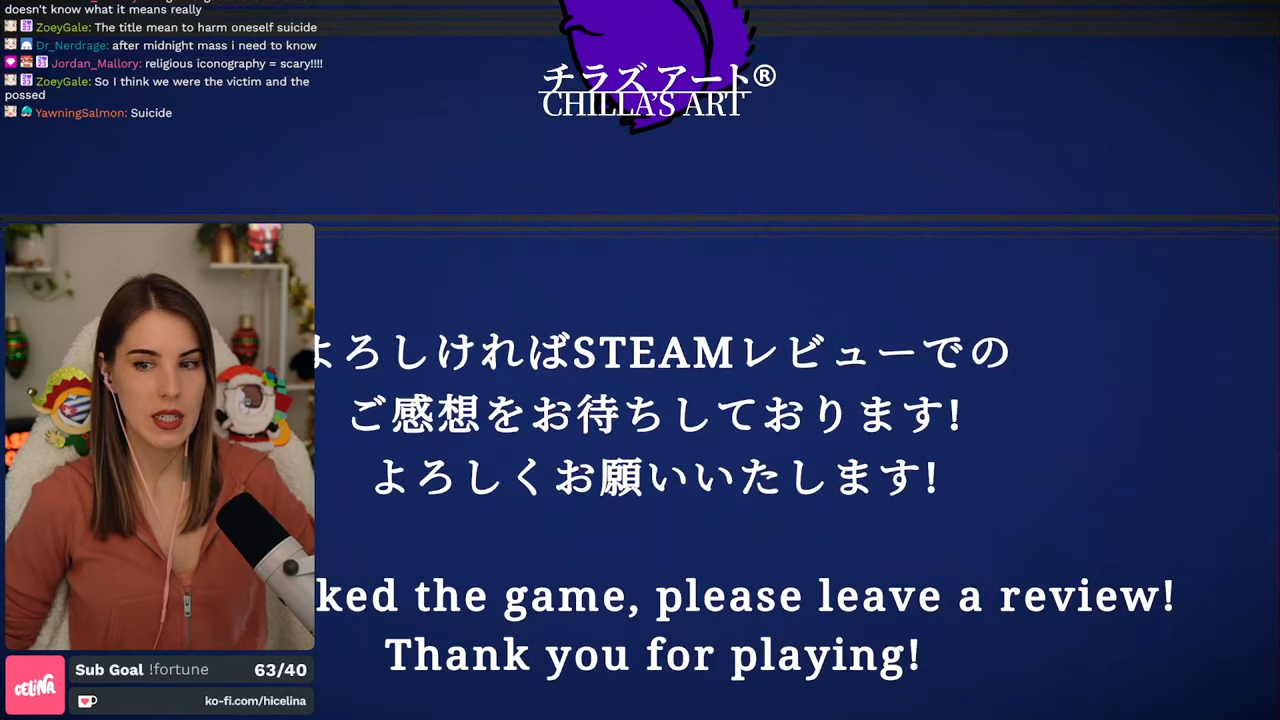 doesn't know what it means really
ZoeyGale: The title mean to harm oneself suicide
Dr_Nerdrage: after midnight mass i need to know
Jordan_Mallory: religious iconography = scary!!!!
ZoeyGale: So I think we were the victim and the
possed
YawningSalmon: Suicide
チラズアート®
CHILLA'S ART
よろしければSTEAMレビューでの
ご感想をお待ちしております!
よろしくお願いいたします!
ked the game, please leave a review!
Thank you for playing!
CELINA
Sub Goal !fortune 63/40
ko-fi.com/hicelina